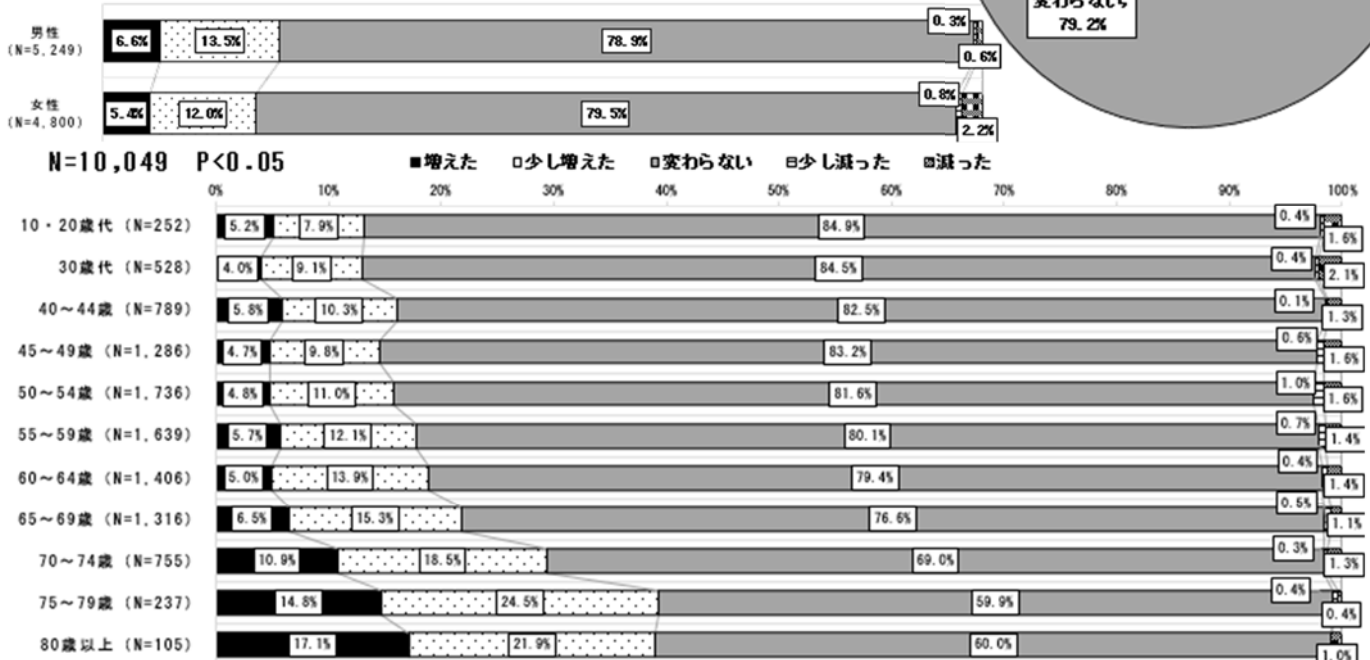 変わらない,
79.2%
男性
(N=5,249)
6.6% 13.5% 78.9% 0.3% 0.6%
女性
(N=4,800)
5.4% 12.0% 79.5% 0.8% 2.2%
N=10,049 P<0.05 ■増えた □少し増えた 変わらない 少し減った 減った
0% 10% 20% 30% 40% 50% 60% 70% 80% 90% 100%
10・20歳代 (N=252) 5.2% 7.9% 84.9% 0.4% 1.6%
30歳代 (N=528) 4.0% 9.1% 84.5% 0.4% 2.1%
40～44歳 (N=789) 5.8% 10.3% 82.5% 0.1% 1.3%
45～49歳 (N=1,286) 4.7% 9.8% 83.2% 0.6% 1.6%
50～54歳 (N=1,736) 4.8% 11.0% 81.6% 1.0% 1.6%
55～59歳 (N=1,639) 5.7% 12.1% 80.1% 0.7% 1.4%
60～64歳 (N=1,406) 5.0% 13.9% 79.4% 0.4% 1.4%
65～69歳 (N=1,316) 6.5% 15.3% 76.6% 0.5% 1.1%
70～74歳 (N=755) 10.9% 18.5% 69.0% 0.3% 1.3%
75～79歳 (N=237) 14.8% 24.5% 59.9% 0.4% 0.4%
80歳以上 (N=105) 17.1% 21.9% 60.0% 1.0%